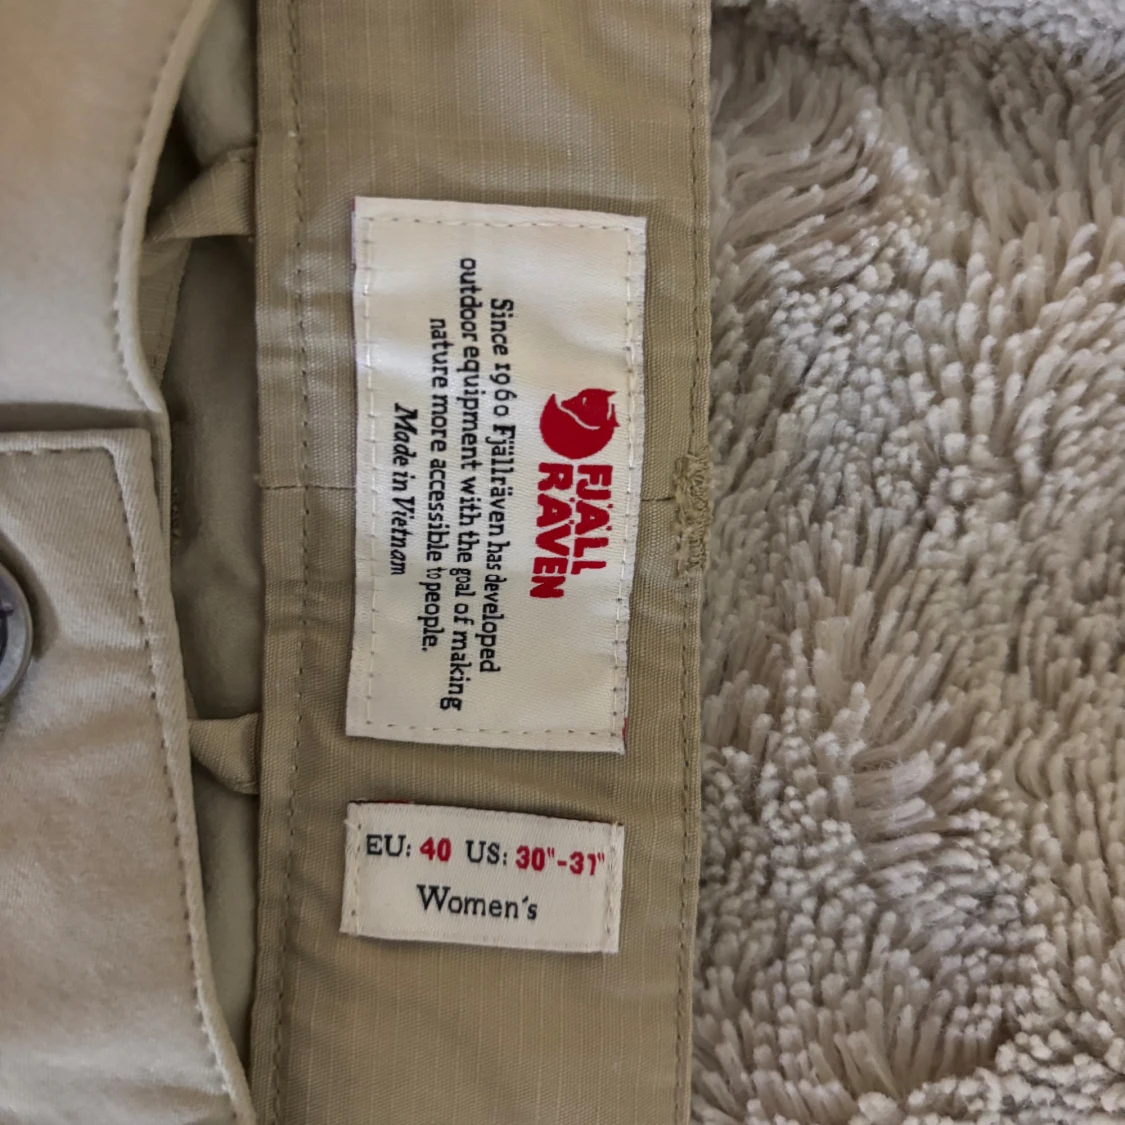 FJÄLL
RÄVEN
Since 1960 Fjällräven has developed
outdoor equipment with the goal of making
nature more accessible to people.
Made in Vietnam
EU: 40 US: 30"-31"
Women's